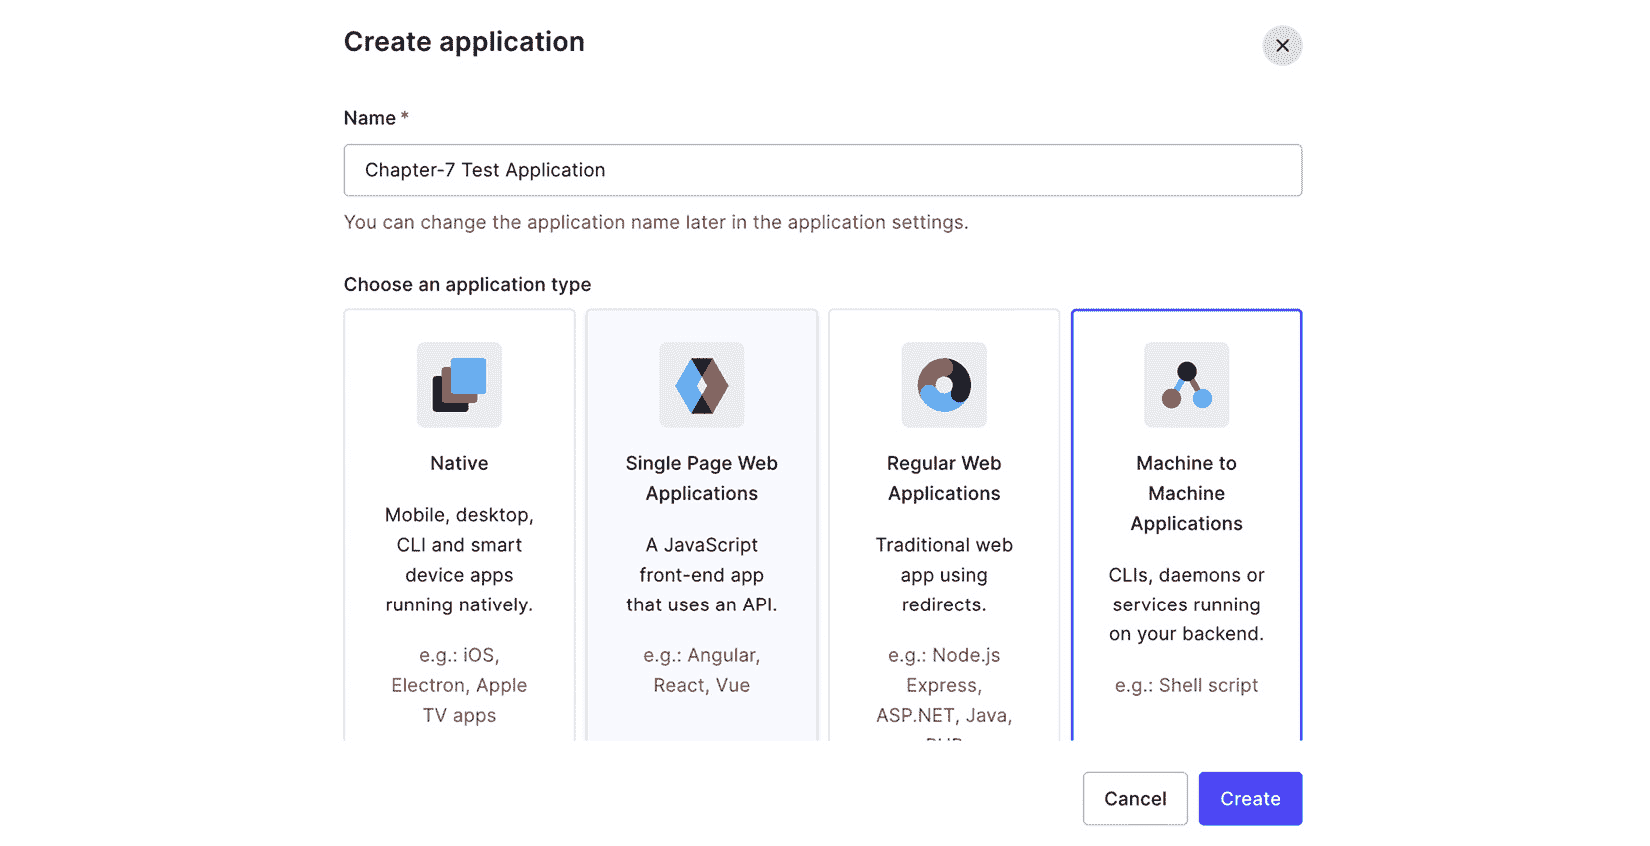 Create application
Name *
Chapter-7 Test Application
You can change the application name later in the application settings.
Choose an application type
Native
Mobile, desktop,
CLI and smart
device apps
running natively.
e.g.: iOS,
Electron, Apple
TV apps
Single Page Web
Applications
A JavaScript
front-end app
that uses an API.
e.g.: Angular,
React, Vue
Regular Web
Applications
Traditional web
app using
redirects.
e.g.: Node.js
Express,
ASP.NET, Java,
Machine to
Machine
Applications
CLIs, daemons or
services running
on your backend.
e.g.: Shell script
Cancel
Create